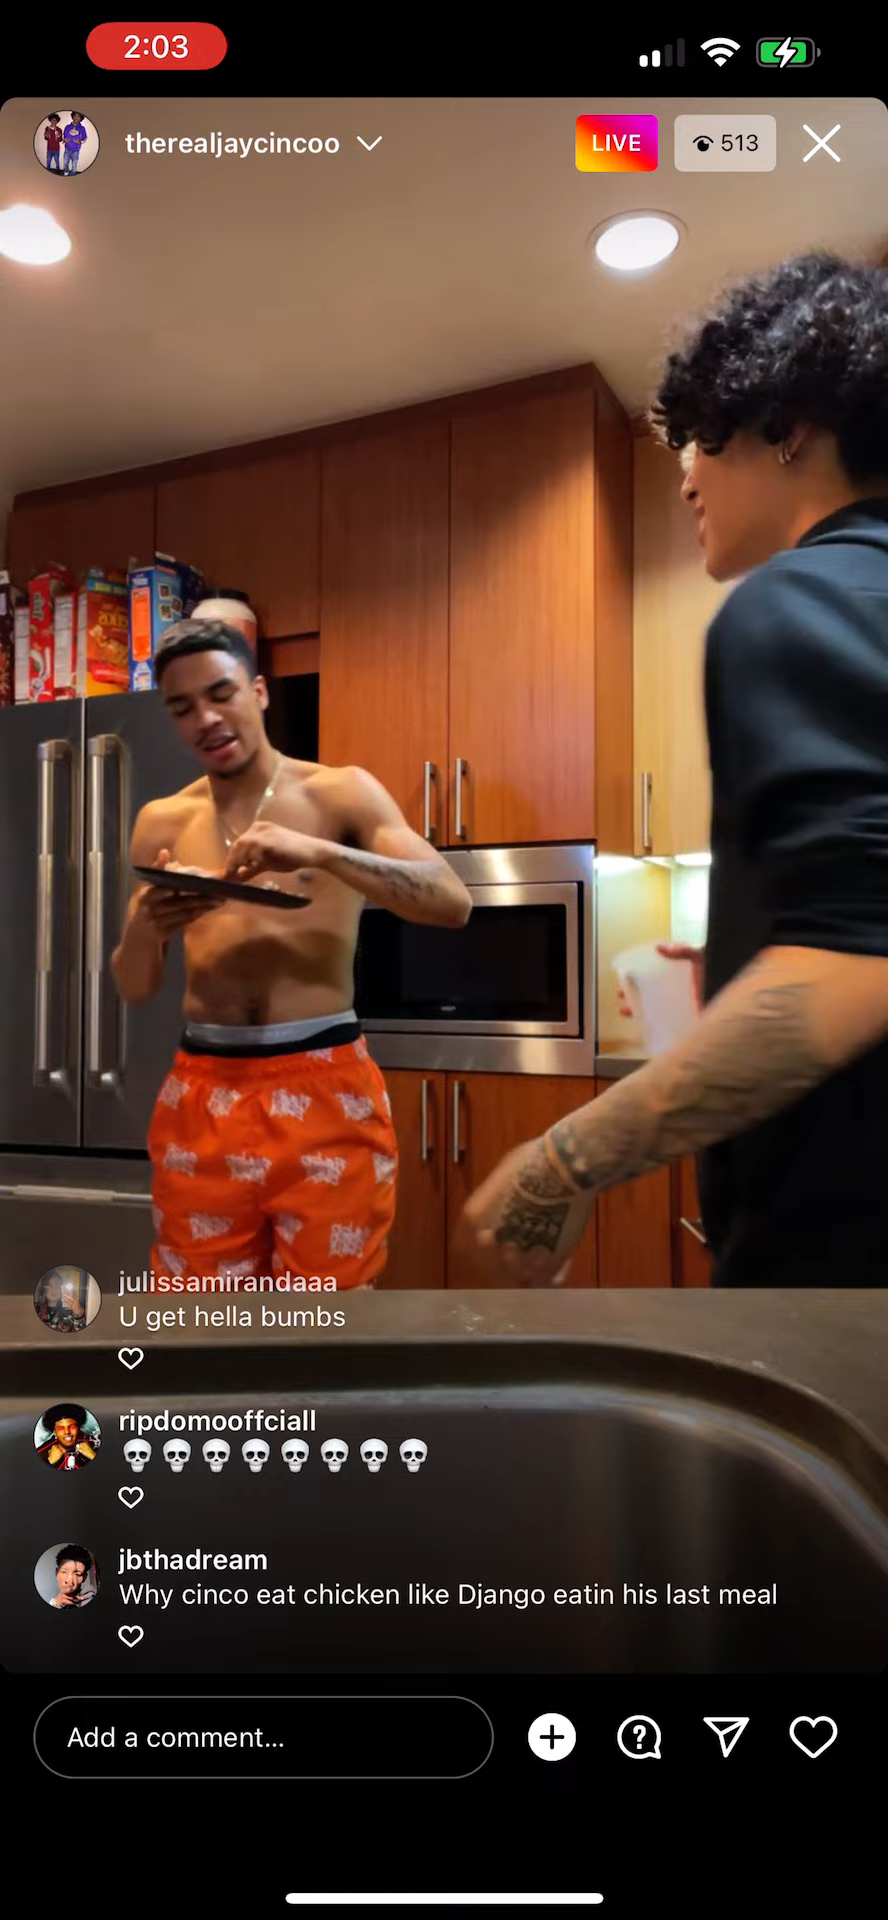 2:03
therealjaycincoo
LIVE
513
julissamirandaaa
U get hella bumbs
ripdomooffciall
💀💀💀💀💀💀💀💀
jbthadream
Why cinco eat chicken like Django eatin his last meal
Add a comment...